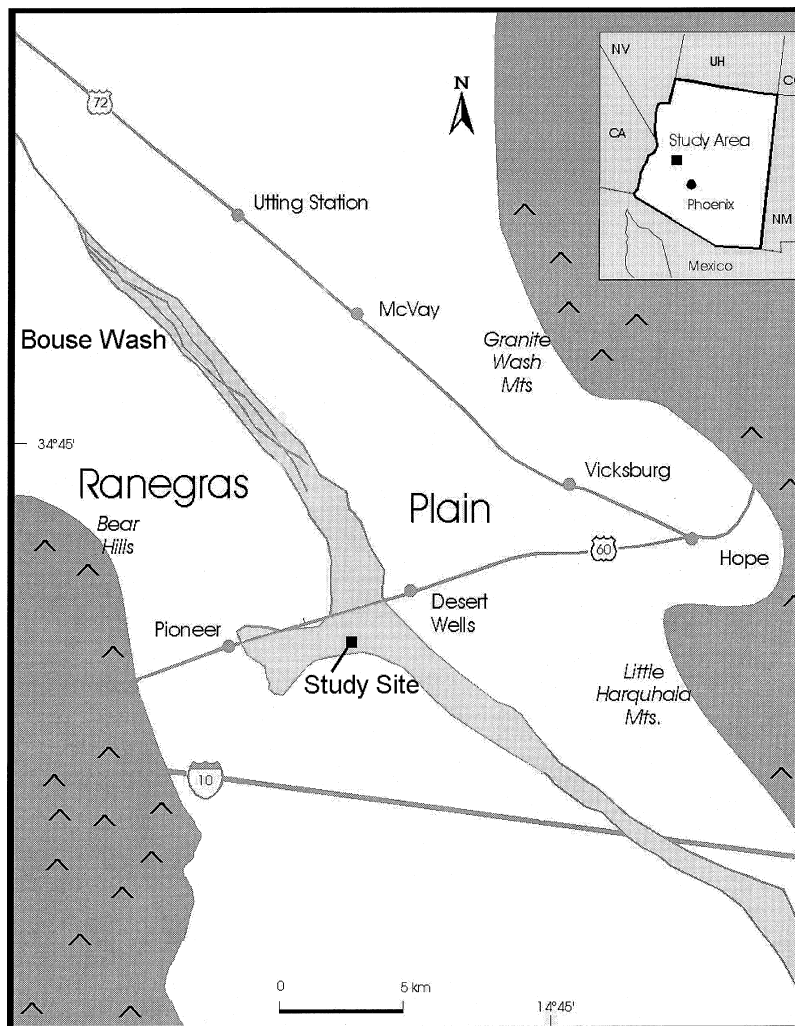 72
N
NV
UH
CO
CA
Study Area
Phoenix
NM
Mexico
Utting Station
McVay
Bouse Wash
Granite
Wash
Mts
34°45'
Ranegras
Plain
Vicksburg
Bear
Hills
60
Hope
Desert
Wells
Pioneer
Study Site
Little
Harquhala
Mts.
10
0
5 km
14°45'